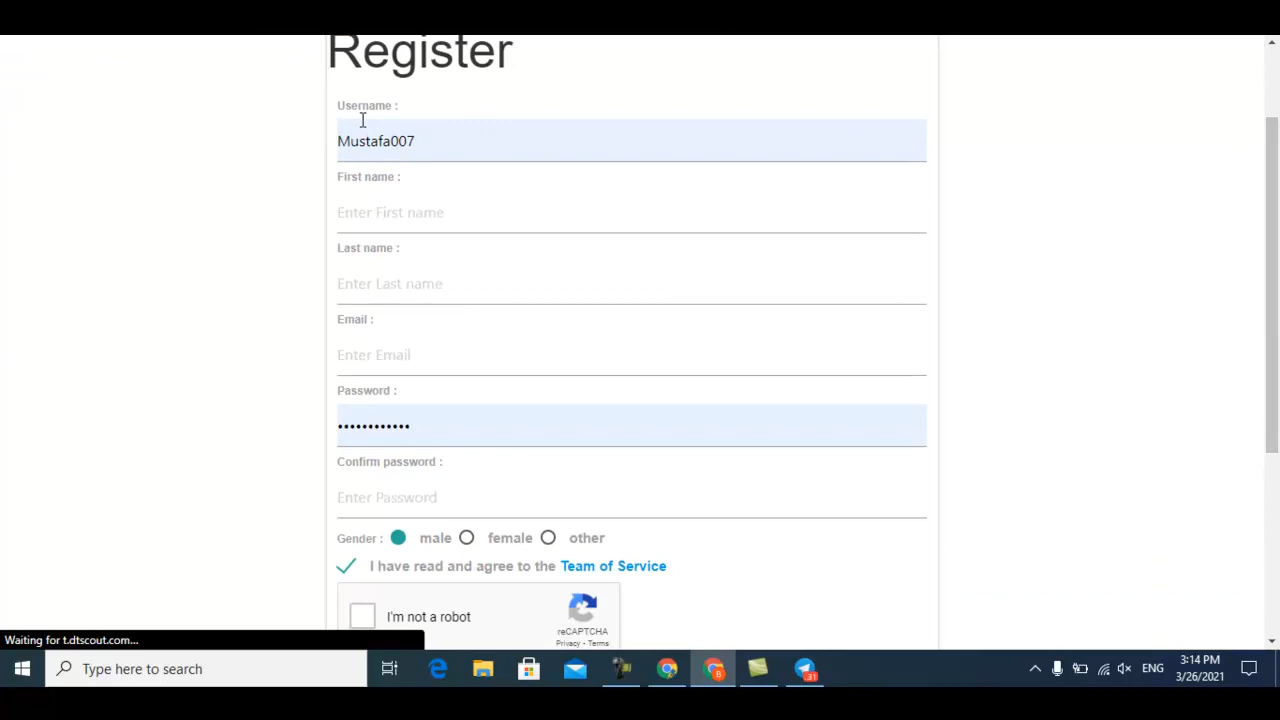 Register
Username :
Mustafa007
First name :
Enter First name
Last name :
Enter Last name
Email :
Enter Email
Password :
••••••••••••
Confirm password :
Enter Password
Gender : male female other
I have read and agree to the Team of Service
I'm not a robot
reCAPTCHA
Privacy - Terms
Waiting for t.dtscout.com...
Type here to search
B
31
ENG
3:14 PM
3/26/2021